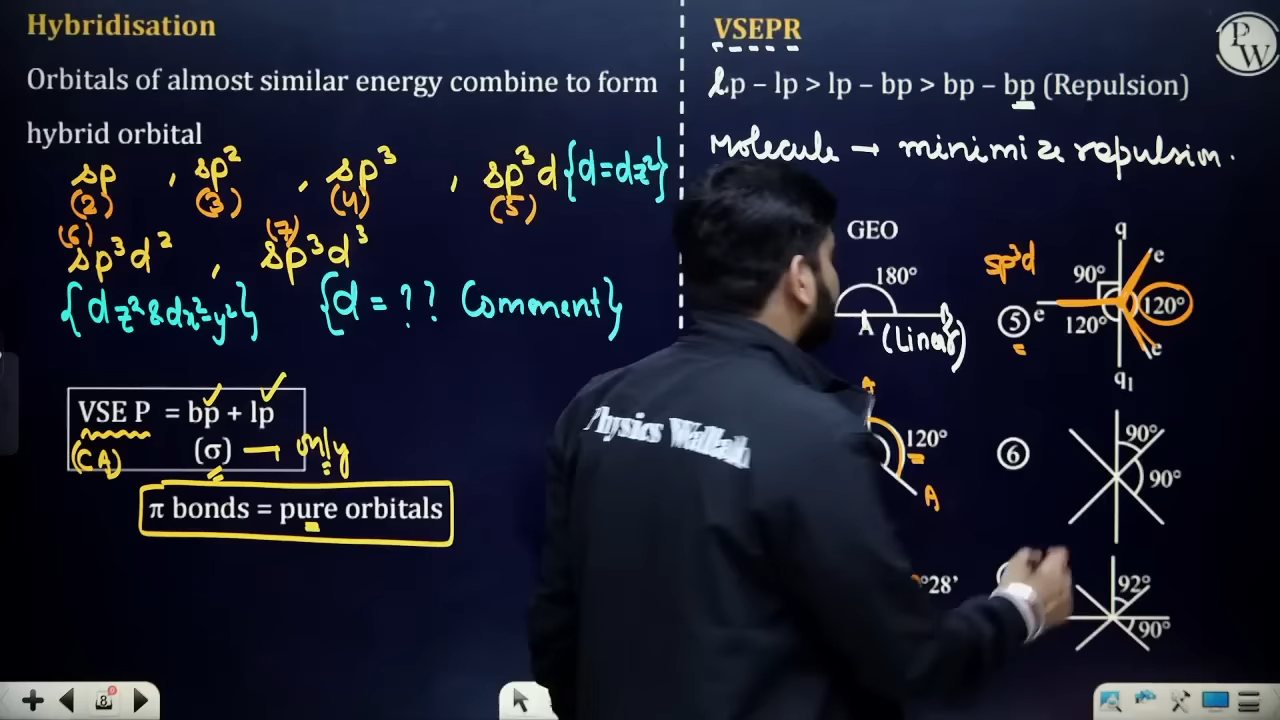 Hybridisation
Orbitals of almost similar energy combine to form
hybrid orbital
sp , sp² , sp³ , sp³d {d=dz²}
(2) (3) (4) (5)
(6) (7)
sp³d² , sp³d³
{dz² & dx²-y²} {d = ?? Comment}
VSE P = bp + lp
(CA) (σ) → only
π bonds = pure orbitals
VSEPR
lp – lp > lp – bp > bp – bp (Repulsion)
Molecule → minimize repulsion.
GEO
180°
A (Linear)
120°
A
°28'
sp³d
5
a
90°
e
e 120°
120°
e
6
90°
90°
92°
90°
PW
Physics Wallah
8